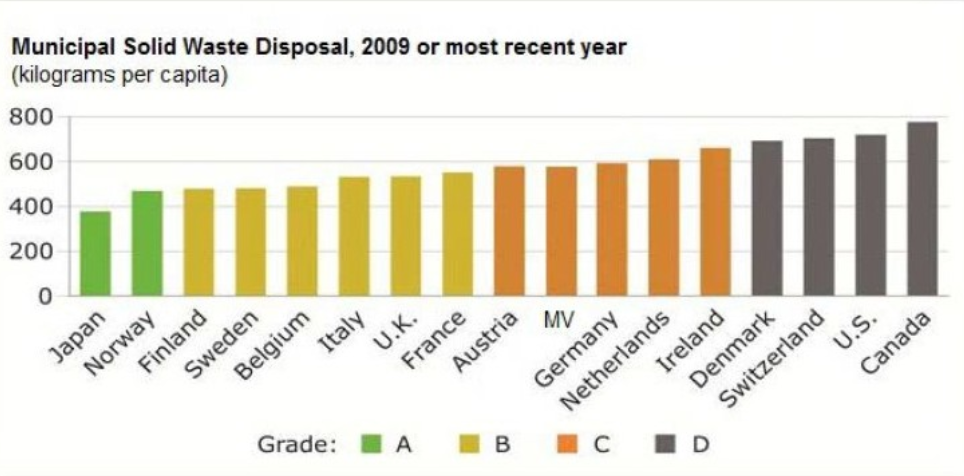 Municipal Solid Waste Disposal, 2009 or most recent year
(kilograms per capita)
800
600
400
200
0
Japan
Norway
Finland
Sweden
Belgium
Italy
U.K.
France
Austria
MV
Germany
Netherlands
Ireland
Denmark
Switzerland
U.S.
Canada
Grade: A B C D